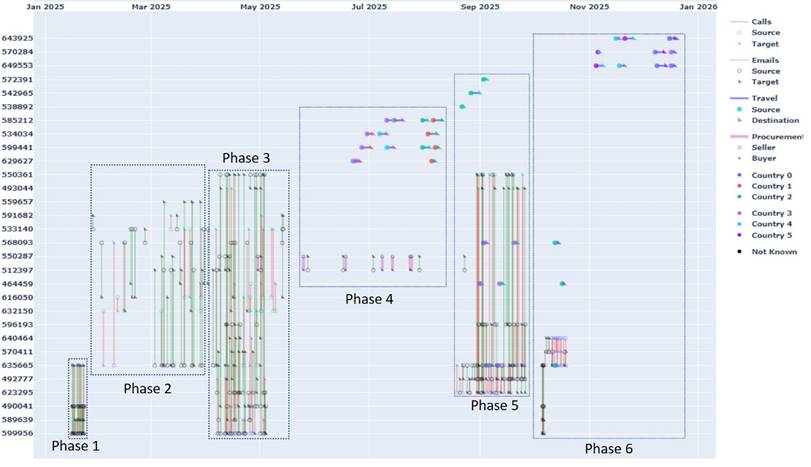 Jan 2025 Mar 2025 May 2025 Jul 2025 Sep 2025 Nov 2025 Jan 2026
643925
570284
649553
572391
542965
538892
585212
534034
599441
629627
550361
493044
559657
591682
533140
568093
550287
512397
464459
616050
632150
596193
640464
570411
635665
492777
623295
490041
589639
599956
Phase 1
Phase 2
Phase 3
Phase 4
Phase 5
Phase 6
Calls
Source
Target
Emails
Source
Target
Travel
Source
Destination
Procurement
Seller
Buyer
Country 0
Country 1
Country 2
Country 3
Country 4
Country 5
Not Known